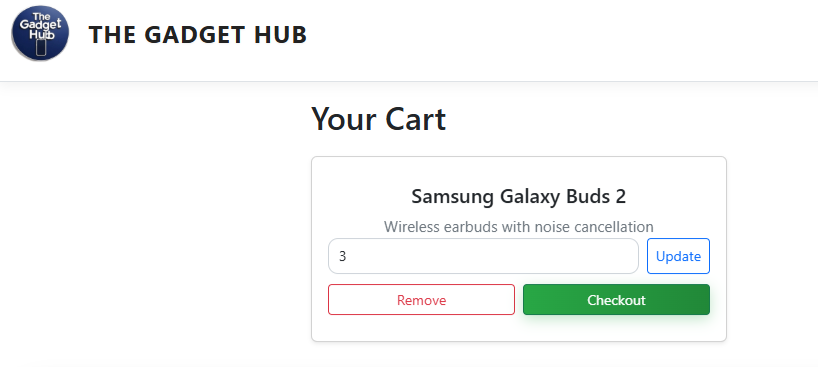 The
Gadget
Hub
THE GADGET HUB
Your Cart
Samsung Galaxy Buds 2
Wireless earbuds with noise cancellation
3
Update
Remove
Checkout